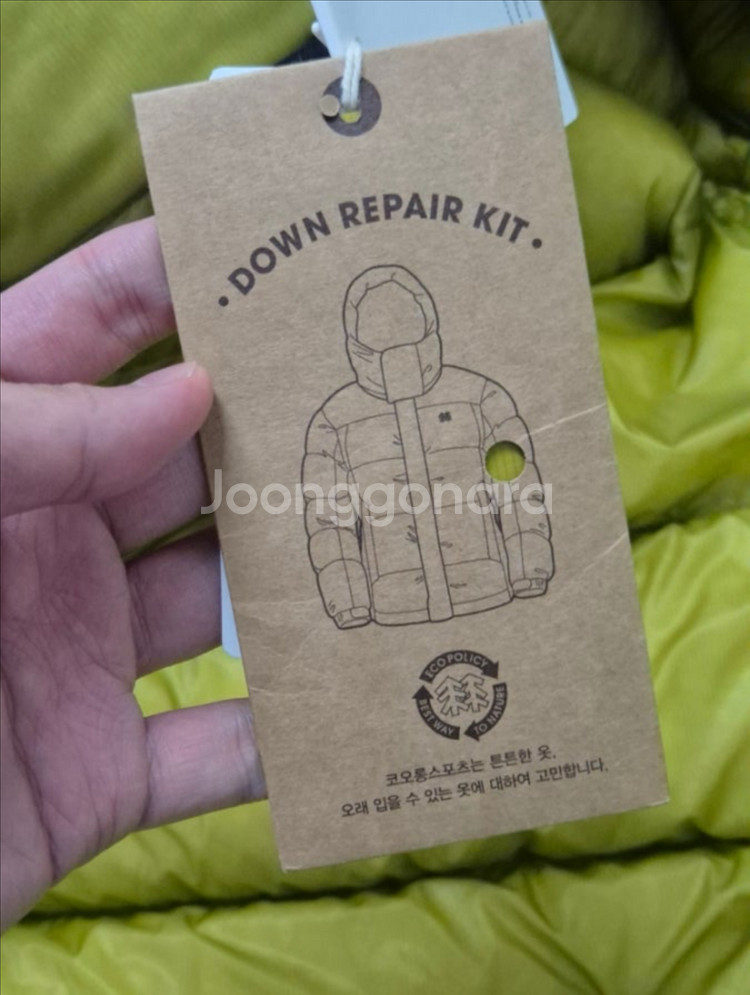 • DOWN REPAIR KIT •
Joonggonara
ECO POLICY
BEST WAY
TO NATURE
코오롱스포츠는 튼튼한 옷,
오래 입을 수 있는 옷에 대하여 고민합니다.